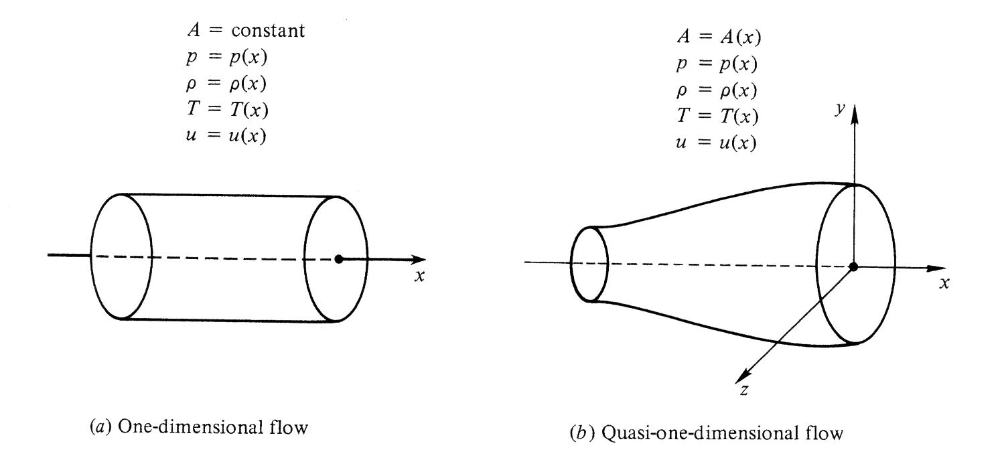 A = constant
p = p(x)
ρ = ρ(x)
T = T(x)
u = u(x)
x
(a) One-dimensional flow
A = A(x)
p = p(x)
ρ = ρ(x)
T = T(x)
u = u(x)
y
x
z
(b) Quasi-one-dimensional flow